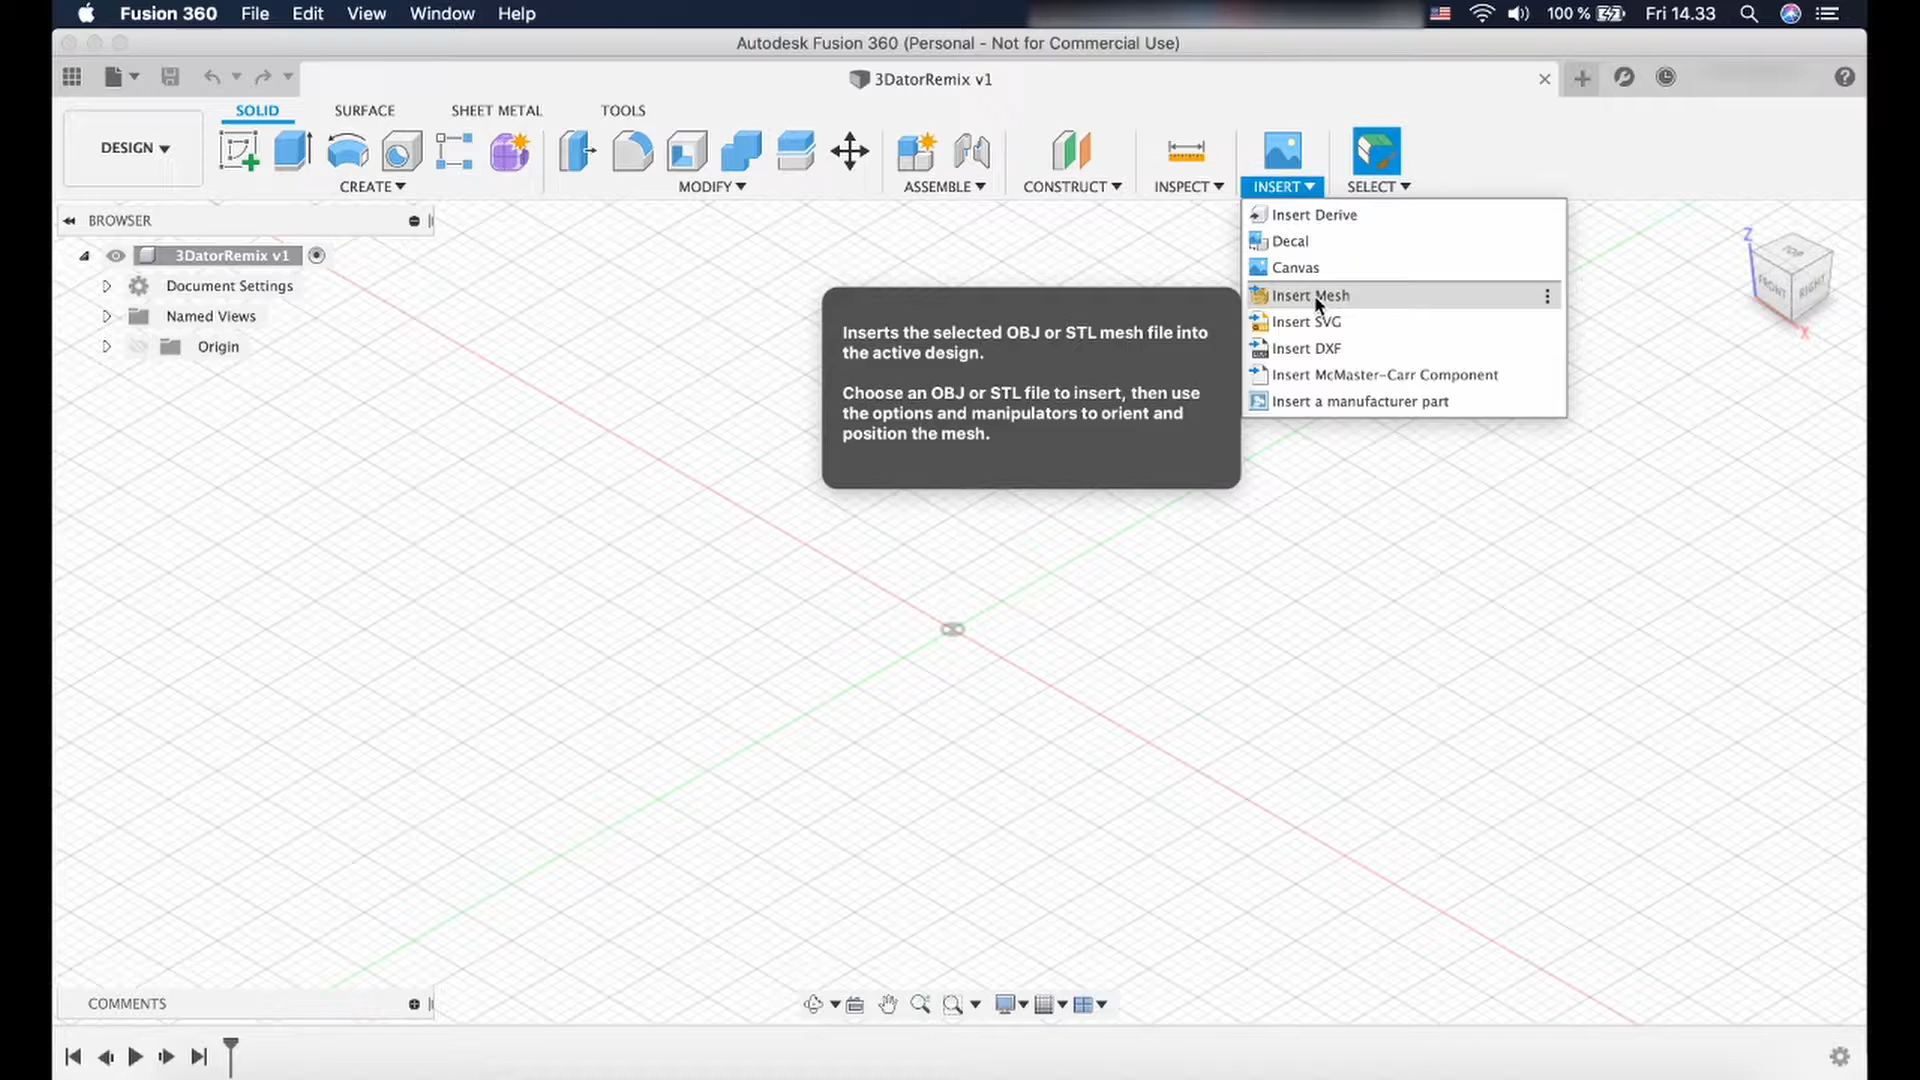 Fusion 360 File Edit View Window Help 100 % Fri 14.33
Autodesk Fusion 360 (Personal - Not for Commercial Use)
3DatorRemix v1
SOLID SURFACE SHEET METAL TOOLS
DESIGN
CREATE MODIFY ASSEMBLE CONSTRUCT INSPECT INSERT SELECT
BROWSER
3DatorRemix v1
Document Settings
Named Views
Origin
Insert Derive
Decal
Canvas
Insert Mesh
Insert SVG
Insert DXF
Insert McMaster-Carr Component
Insert a manufacturer part
Inserts the selected OBJ or STL mesh file into
the active design.
Choose an OBJ or STL file to insert, then use
the options and manipulators to orient and
position the mesh.
Z
TOP
FRONT RIGHT
X
COMMENTS